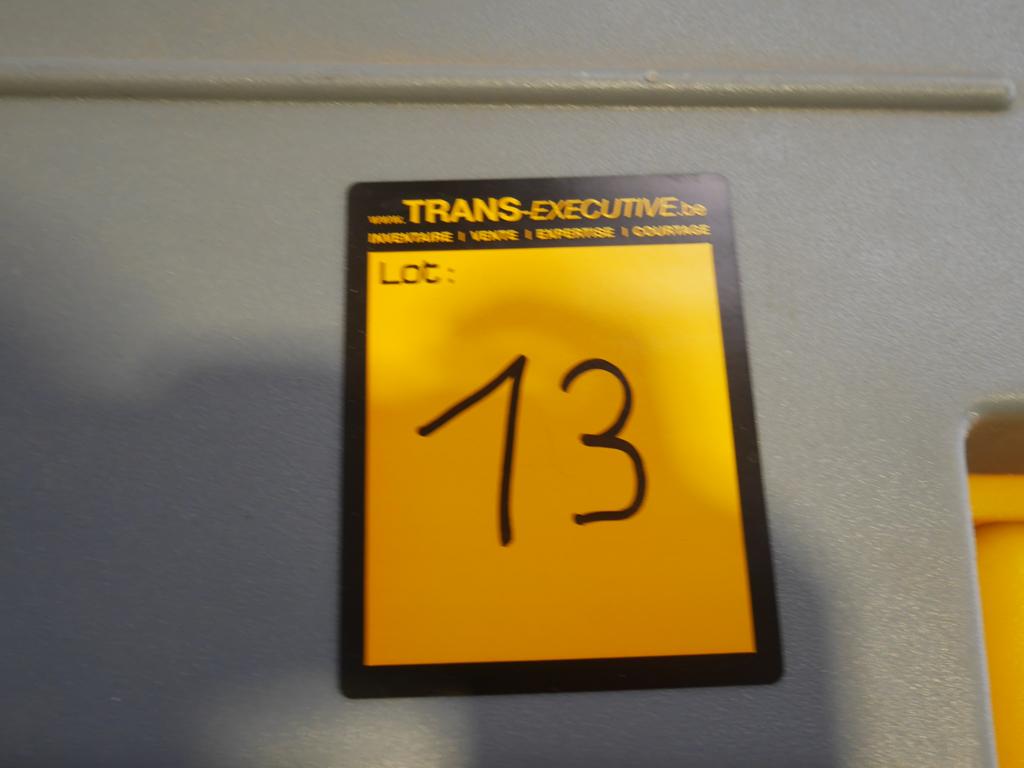 www.TRANS-EXECUTIVE.be
INVENTAIRE | VENTE | EXPERTISE | COURTAGE
Lot:
13